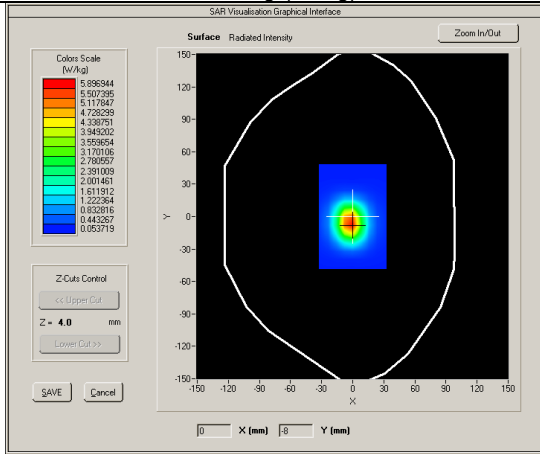 SAR Visualisation Graphical Interface
Surface Radiated Intensity
Zoom In/Out
Colors Scale
(W/kg)
5.896944
5.507395
5.117847
4.728299
4.338751
3.949202
3.559654
3.170106
2.780557
2.391009
2.001461
1.611912
1.222364
0.832816
0.443267
0.053719
Z-Cuts Control
<< Upper Cut
Z = 4.0 mm
Lower Cut >>
SAVE Cancel
Y
150-
120-
90-
60-
30-
0-
-30-
-60-
-90-
-120-
-150-
-150 -120 -90 -60 -30 0 30 60 90 120 150
X
0 X (mm) -8 Y (mm)